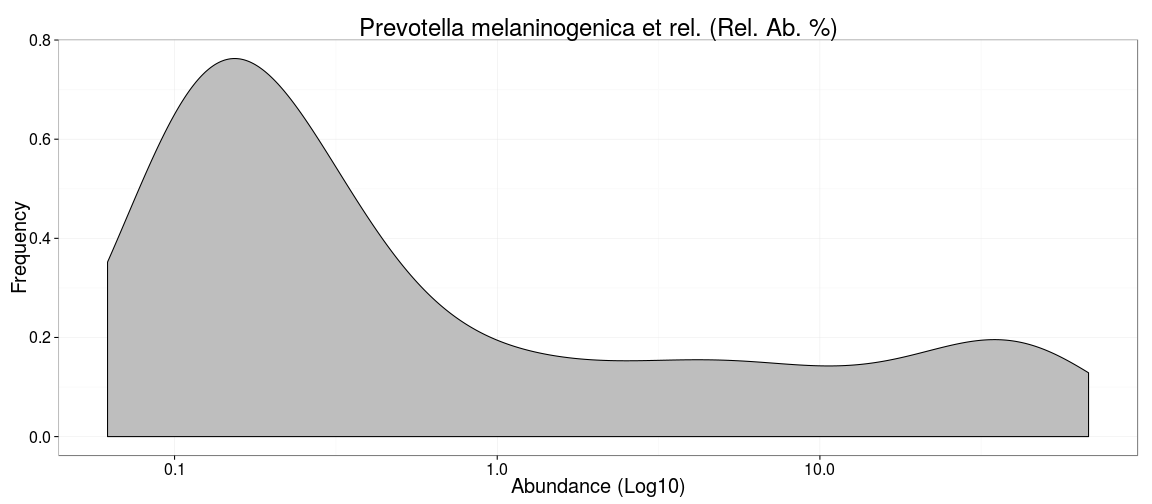 Prevotella melaninogenica et rel. (Rel. Ab. %)
0.8
0.6
0.4
0.2
0.0
Frequency
0.1 1.0 10.0
Abundance (Log10)